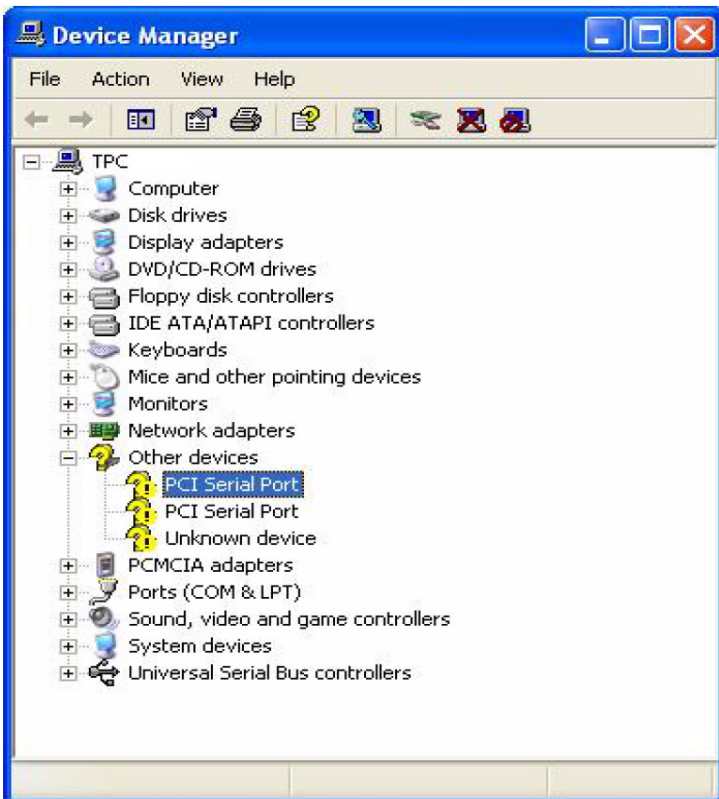 Device Manager
File Action View Help
TPC
Computer
Disk drives
Display adapters
DVD/CD-ROM drives
Floppy disk controllers
IDE ATA/ATAPI controllers
Keyboards
Mice and other pointing devices
Monitors
Network adapters
Other devices
PCI Serial Port
PCI Serial Port
Unknown device
PCMCIA adapters
Ports (COM & LPT)
Sound, video and game controllers
System devices
Universal Serial Bus controllers